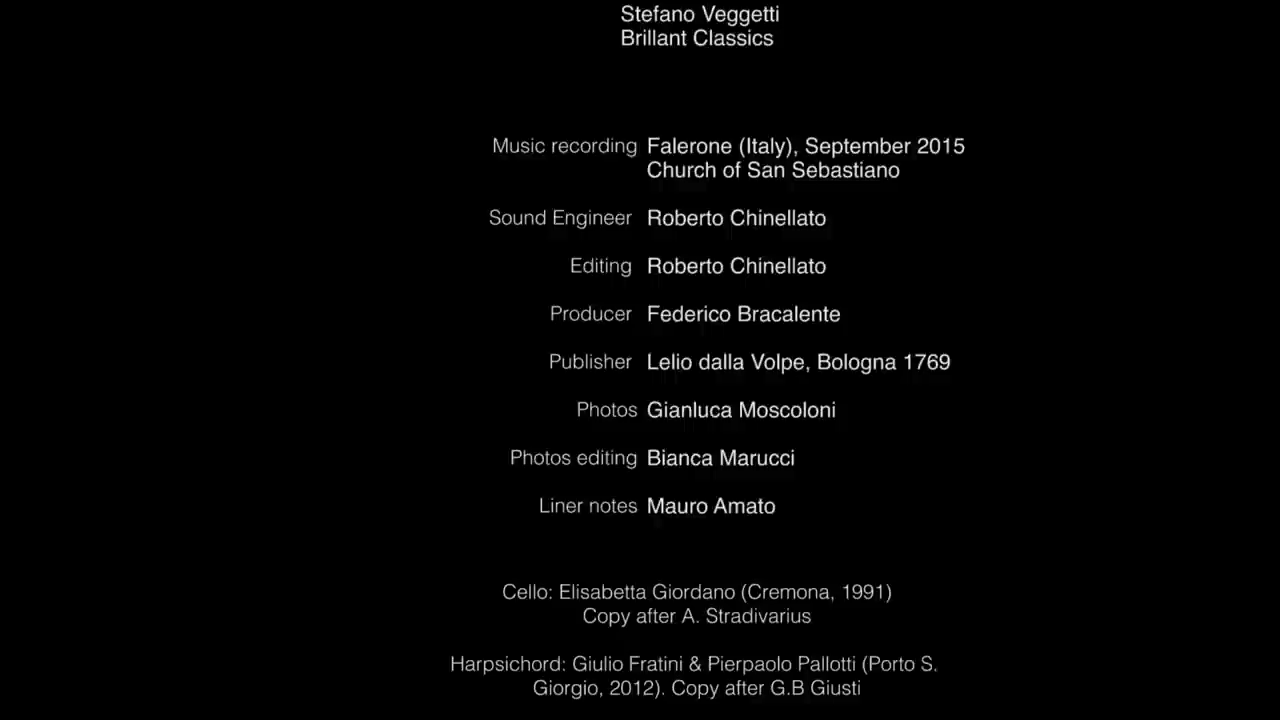 Stefano Veggetti
Brillant Classics
Music recording Falerone (Italy), September 2015
Church of San Sebastiano
Sound Engineer Roberto Chinellato
Editing Roberto Chinellato
Producer Federico Bracalente
Publisher Lelio dalla Volpe, Bologna 1769
Photos Gianluca Moscoloni
Photos editing Bianca Marucci
Liner notes Mauro Amato
Cello: Elisabetta Giordano (Cremona, 1991)
Copy after A. Stradivarius
Harpsichord: Giulio Fratini & Pierpaolo Pallotti (Porto S.
Giorgio, 2012). Copy after G.B Giusti